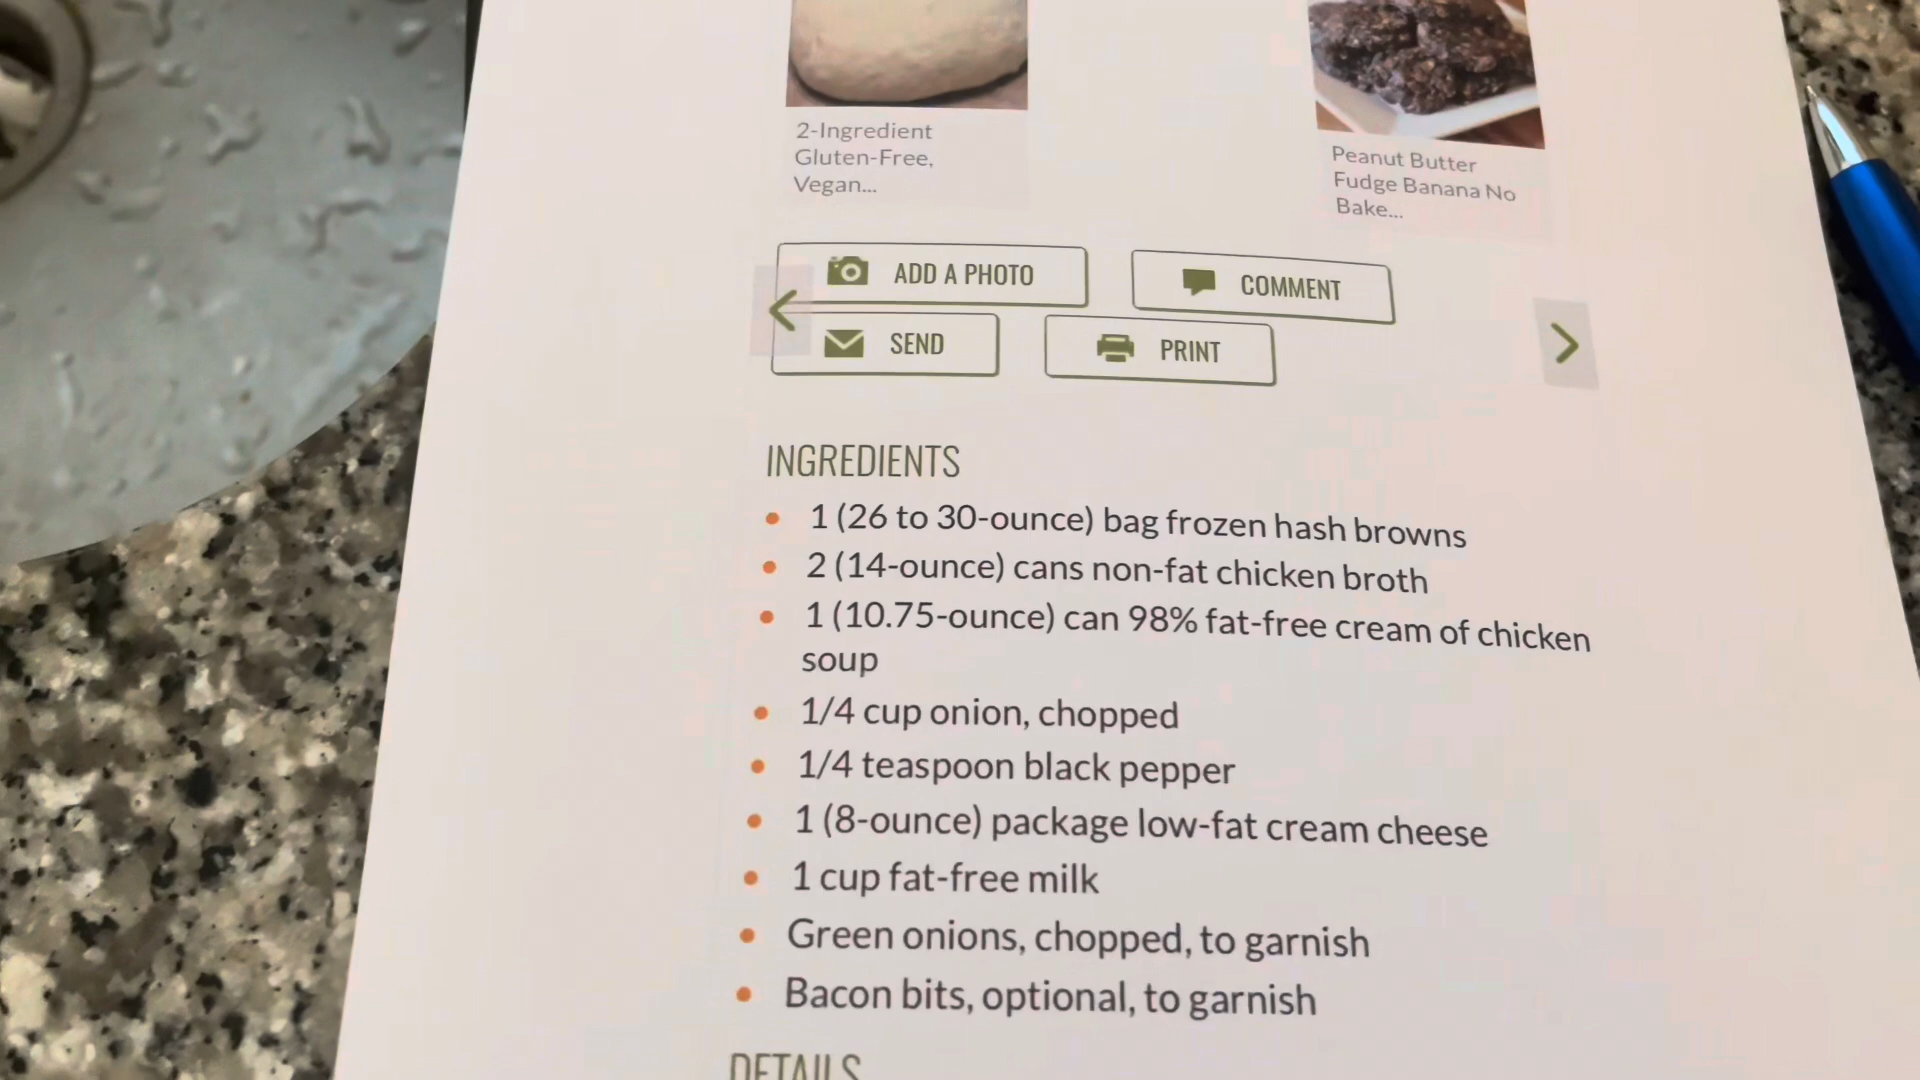 2-Ingredient
Gluten-Free,
Vegan...
Peanut Butter
Fudge Banana No
Bake...
ADD A PHOTO
COMMENT
SEND
PRINT
INGREDIENTS
1 (26 to 30-ounce) bag frozen hash browns
2 (14-ounce) cans non-fat chicken broth
1 (10.75-ounce) can 98% fat-free cream of chicken
soup
1/4 cup onion, chopped
1/4 teaspoon black pepper
1 (8-ounce) package low-fat cream cheese
1 cup fat-free milk
Green onions, chopped, to garnish
Bacon bits, optional, to garnish
DETAILS